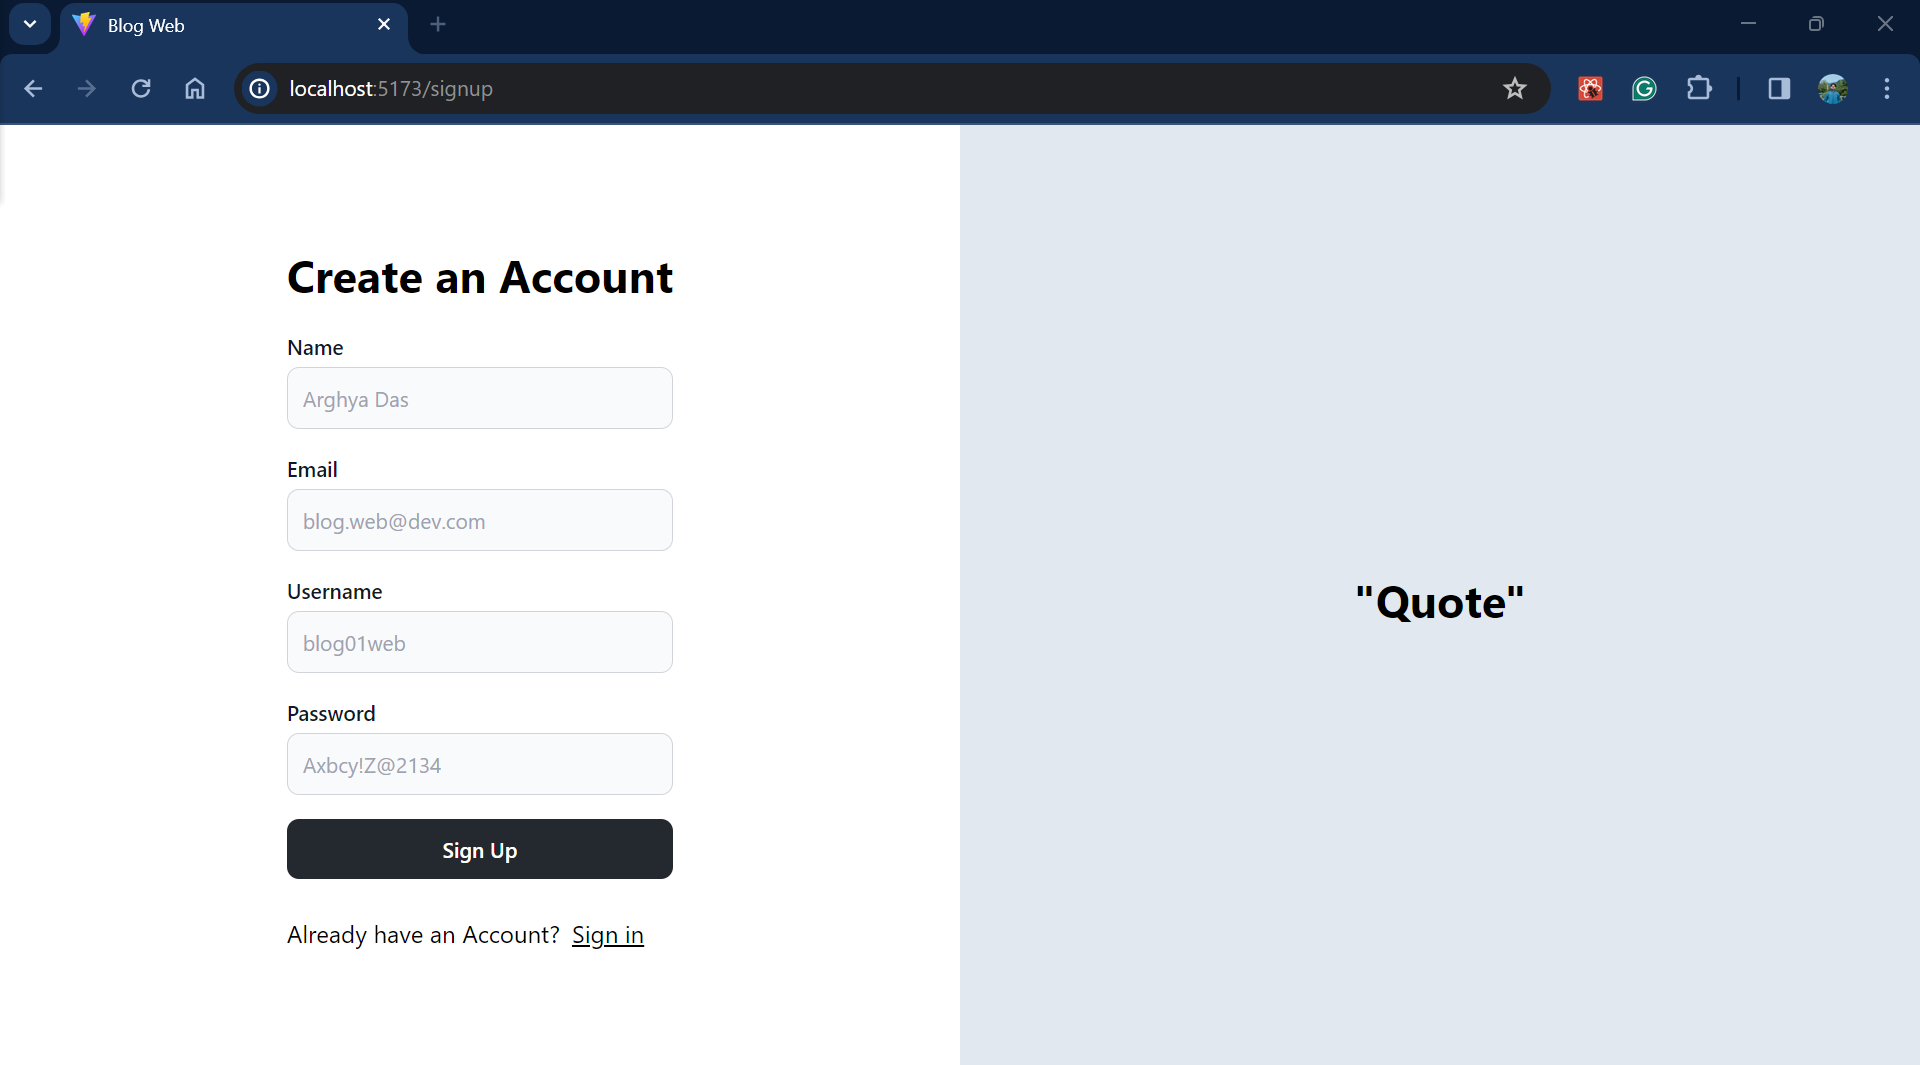 Blog Web
localhost:5173/signup
Create an Account
Name
Arghya Das
Email
blog.web@dev.com
Username
blog01web
Password
Axbcy!Z@2134
Sign Up
Already have an Account? Sign in
"Quote"